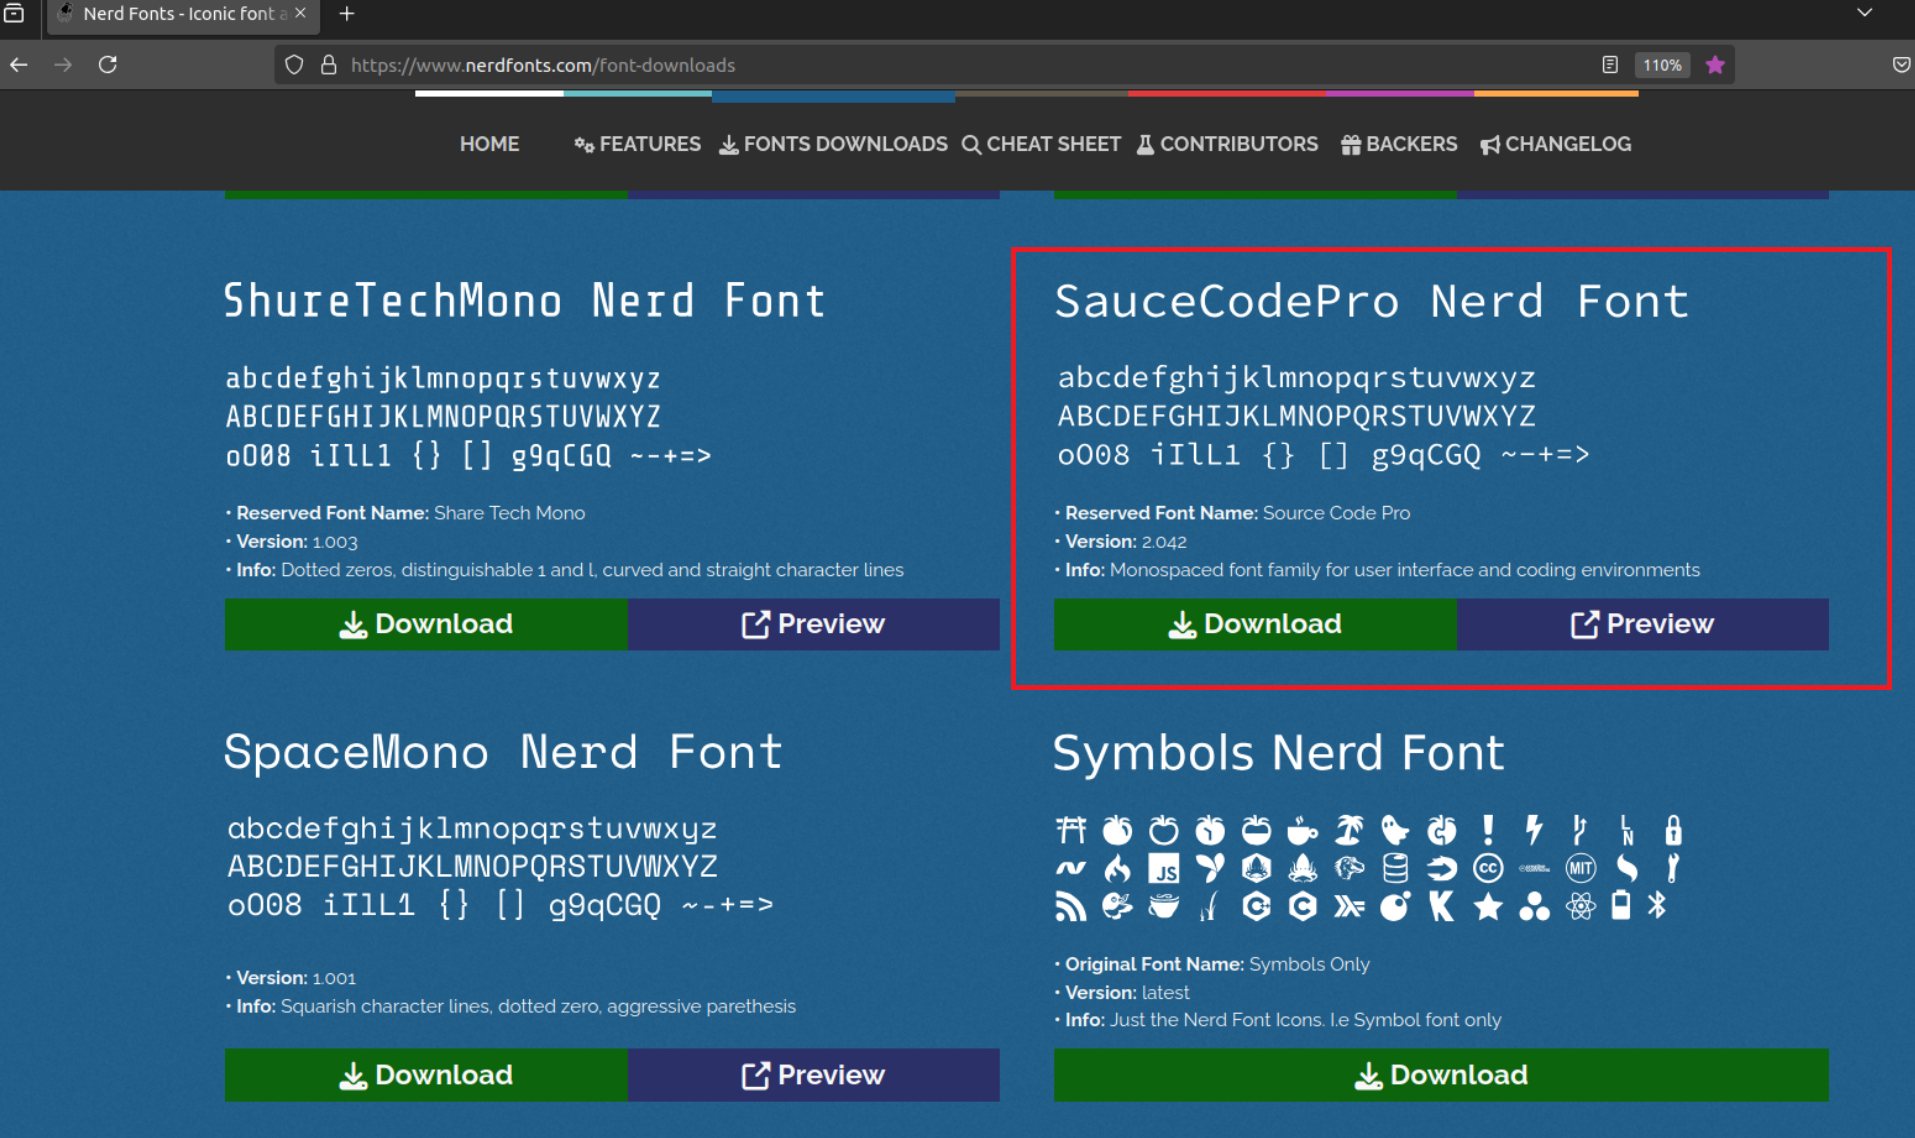 Nerd Fonts - Iconic font a
https://www.nerdfonts.com/font-downloads
110%
HOME FEATURES FONTS DOWNLOADS CHEAT SHEET CONTRIBUTORS BACKERS CHANGELOG
ShureTechMono Nerd Font
abcdefghijklmnopqrstuvwxyz
ABCDEFGHIJKLMNOPQRSTUVWXYZ
oO08 iIlL1 {} [] g9qCGQ ~-+=>
• Reserved Font Name: Share Tech Mono
• Version: 1.003
• Info: Dotted zeros, distinguishable 1 and l, curved and straight character lines
Download Preview
SauceCodePro Nerd Font
abcdefghijklmnopqrstuvwxyz
ABCDEFGHIJKLMNOPQRSTUVWXYZ
oO08 iIlL1 {} [] g9qCGQ ~-+=>
• Reserved Font Name: Source Code Pro
• Version: 2.042
• Info: Monospaced font family for user interface and coding environments
Download Preview
SpaceMono Nerd Font
abcdefghijklmnopqrstuvwxyz
ABCDEFGHIJKLMNOPQRSTUVWXYZ
oO08 iIlL1 {} [] g9qCGQ ~-+=>
• Version: 1.001
• Info: Squarish character lines, dotted zero, aggressive parethesis
Download Preview
Symbols Nerd Font
LN
JS cc MIT
C+ C K
• Original Font Name: Symbols Only
• Version: latest
• Info: Just the Nerd Font Icons. I.e Symbol font only
Download